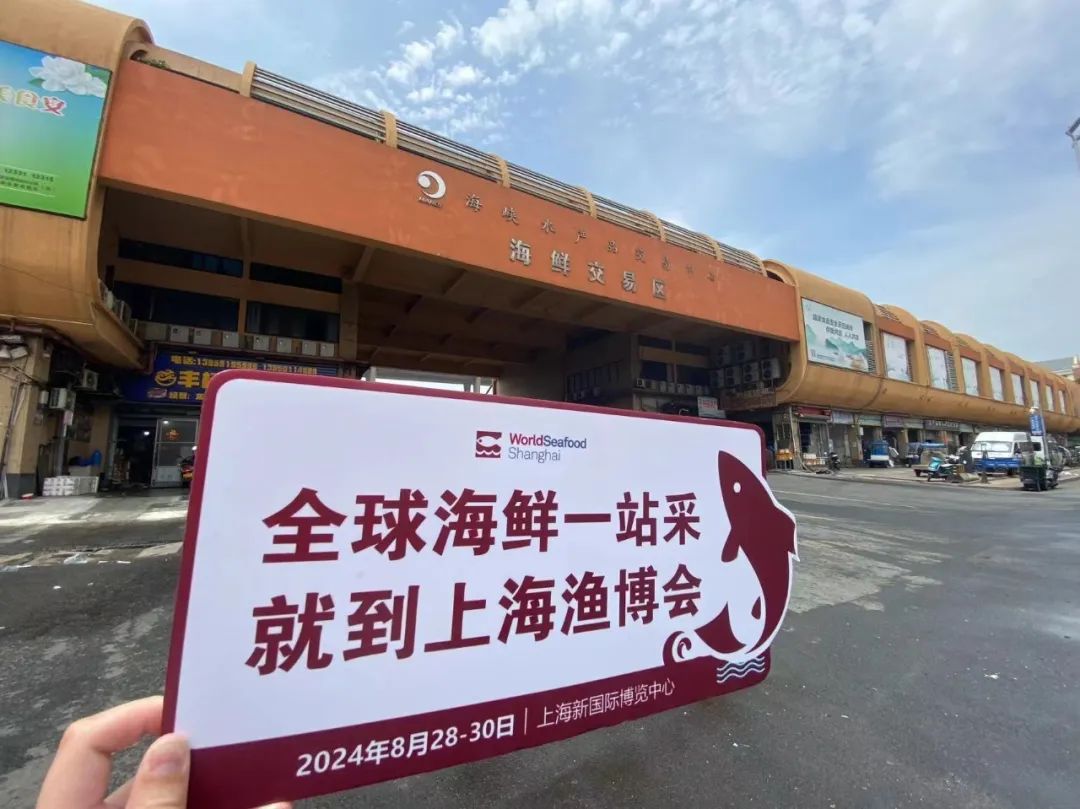 海峡水产品交易中心
海鲜交易区
WorldSeafood
Shanghai
全球海鲜一站采
就到上海渔博会
2024年8月28-30日 | 上海新国际博览中心